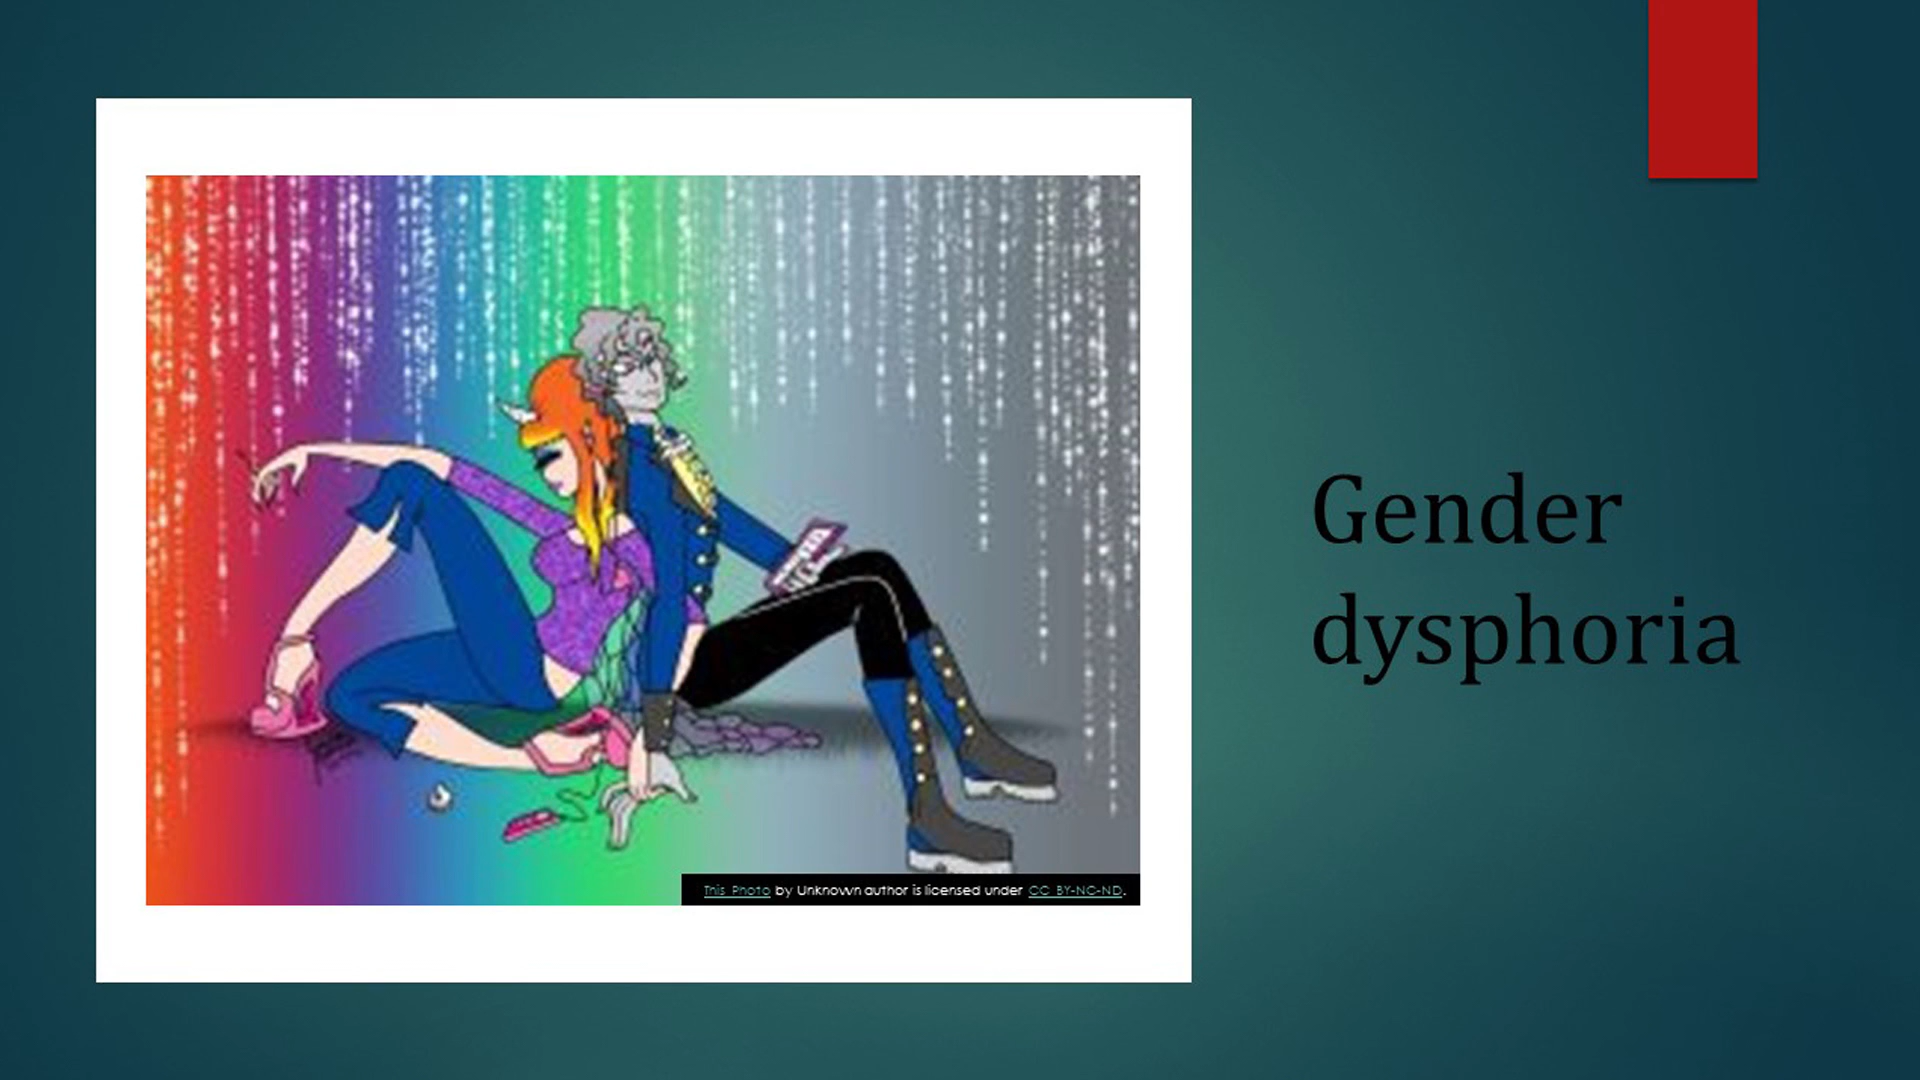 Gender
dysphoria
This Photo by Unknown author is licensed under CC BY-NC-ND.